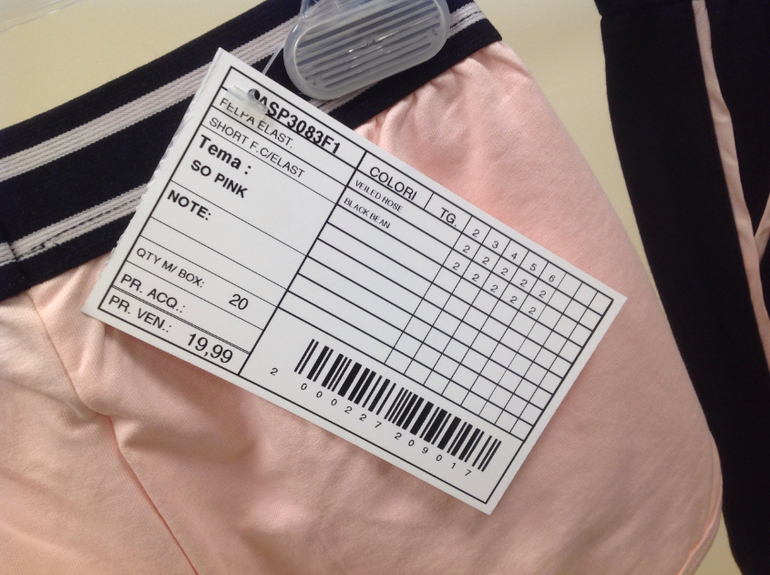 SASP3083F1
FELPA ELAST.
SHORT F.C/ELAST
Tema :
SO PINK
NOTE:
QTY M/ BOX: 20
PR. ACQ.:
PR. VEN.: 19,99
COLORI TG. 2 3 4 5 6
VEILED ROSE 2 2 2 2 2
BLACK BEAN 2 2 2 2 2
2 000227 209017